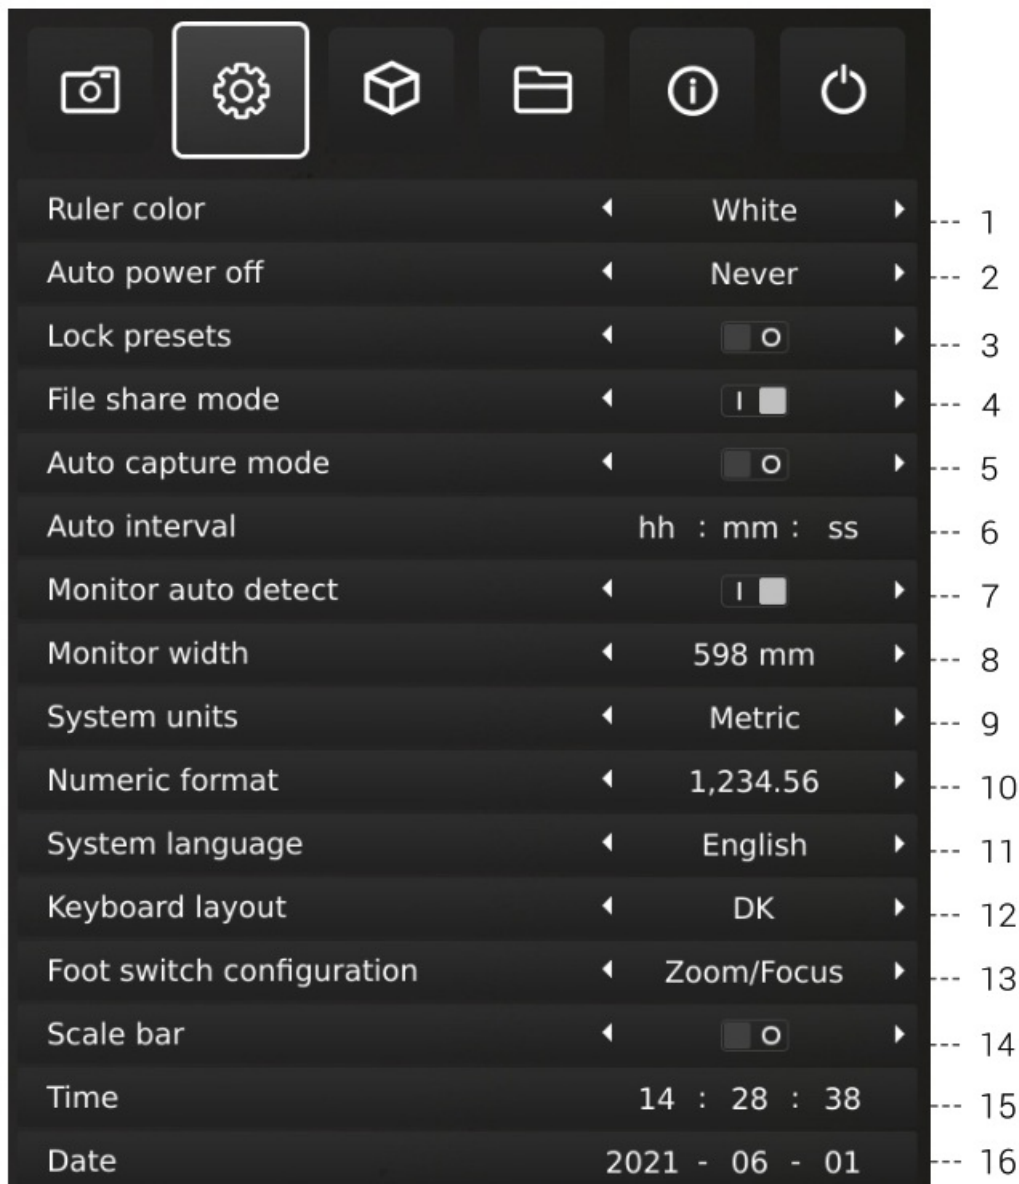 Ruler color White 1
Auto power off Never 2
Lock presets O 3
File share mode I 4
Auto capture mode O 5
Auto interval hh : mm : ss 6
Monitor auto detect I 7
Monitor width 598 mm 8
System units Metric 9
Numeric format 1,234.56 10
System language English 11
Keyboard layout DK 12
Foot switch configuration Zoom/Focus 13
Scale bar O 14
Time 14 : 28 : 38 15
Date 2021 - 06 - 01 16